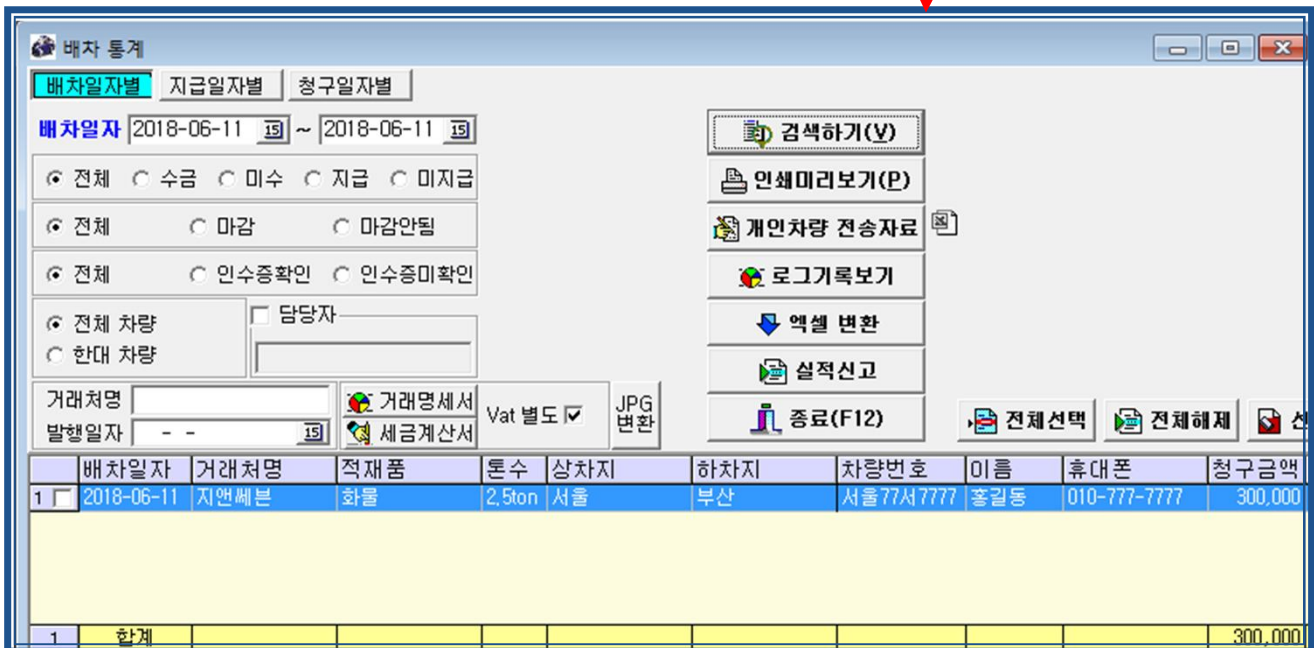 배차 통계
배차일자별 지급일자별 청구일자별
배차일자 2018-06-11 15 ~ 2018-06-11 15
전체 수금 미수 지급 미지급
전체 마감 마감안됨
전체 인수증확인 인수증미확인
전체 차량
한대 차량
담당자
거래처명
발행일자 - - 15
거래명세서
세금계산서
Vat 별도
JPG
변환
검색하기(V)
인쇄미리보기(P)
개인차량 전송자료
로그기록보기
엑셀 변환
실적신고
종료(F12)
전체선택 전체해제
배차일자 거래처명 적재품 톤수 상차지 하차지 차량번호 이름 휴대폰 청구금액
1 2018-06-11 지앤쎄븐 화물 2,5ton 서울 부산 서울77서7777 홍길동 010-777-7777 300,000
1 합계 300,000